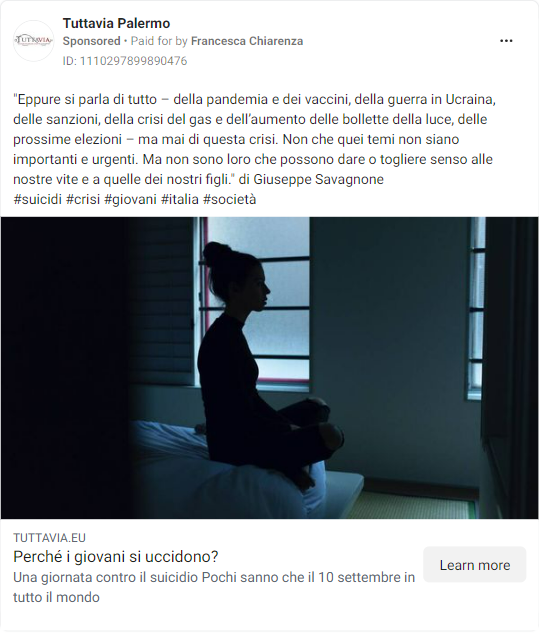 Tuttavia Palermo
Sponsored • Paid for by Francesca Chiarenza
ID: 1110297899890476
TUTTAVIA
"Eppure si parla di tutto – della pandemia e dei vaccini, della guerra in Ucraina,
delle sanzioni, della crisi del gas e dell’aumento delle bollette della luce, delle
prossime elezioni – ma mai di questa crisi. Non che quei temi non siano
importanti e urgenti. Ma non sono loro che possono dare o togliere senso alle
nostre vite e a quelle dei nostri figli." di Giuseppe Savagnone
#suicidi #crisi #giovani #italia #società
TUTTAVIA.EU
Perché i giovani si uccidono?
Una giornata contro il suicidio Pochi sanno che il 10 settembre in
tutto il mondo
Learn more